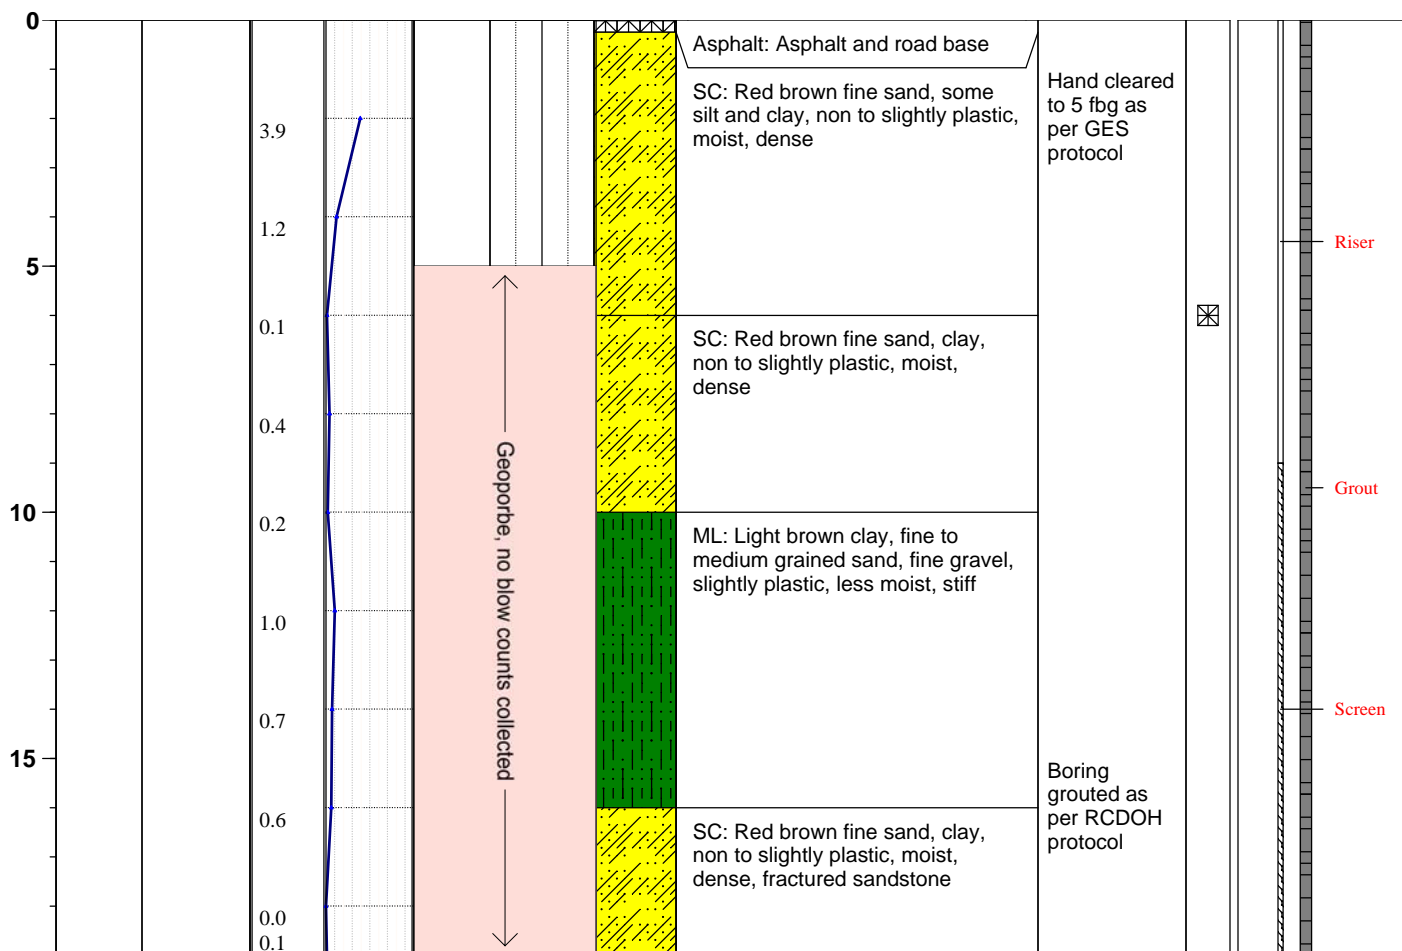 0
Asphalt: Asphalt and road base
SC: Red brown fine sand, some
silt and clay, non to slightly plastic,
moist, dense
Hand cleared
to 5 fbg as
per GES
protocol
3.9
1.2
Riser
5
0.1
SC: Red brown fine sand, clay,
non to slightly plastic, moist,
dense
0.4
Geoporbe, no blow counts collected
Grout
10
0.2
ML: Light brown clay, fine to
medium grained sand, fine gravel,
slightly plastic, less moist, stiff
1.0
0.7
Screen
15
Boring
grouted as
per RCDOH
protocol
0.6
SC: Red brown fine sand, clay,
non to slightly plastic, moist,
dense, fractured sandstone
0.0
0.1